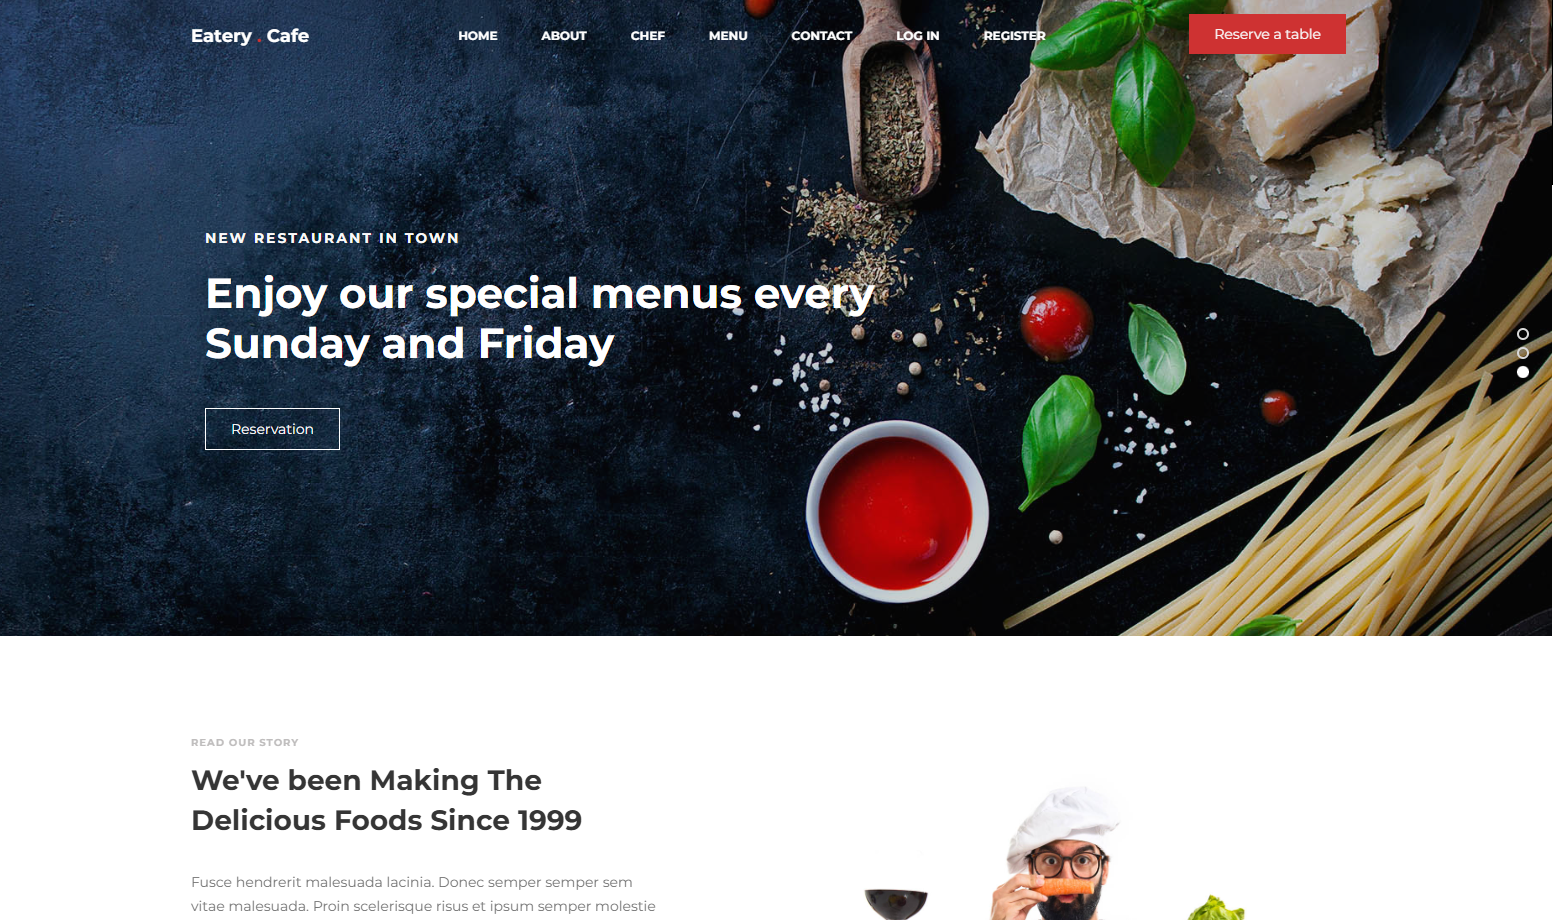 Eatery . Cafe
HOME
ABOUT
CHEF
MENU
CONTACT
LOG IN
REGISTER
Reserve a table
NEW RESTAURANT IN TOWN
Enjoy our special menus every
Sunday and Friday
Reservation
READ OUR STORY
We've been Making The
Delicious Foods Since 1999
Fusce hendrerit malesuada lacinia. Donec semper semper sem
vitae malesuada. Proin scelerisque risus et ipsum semper molestie